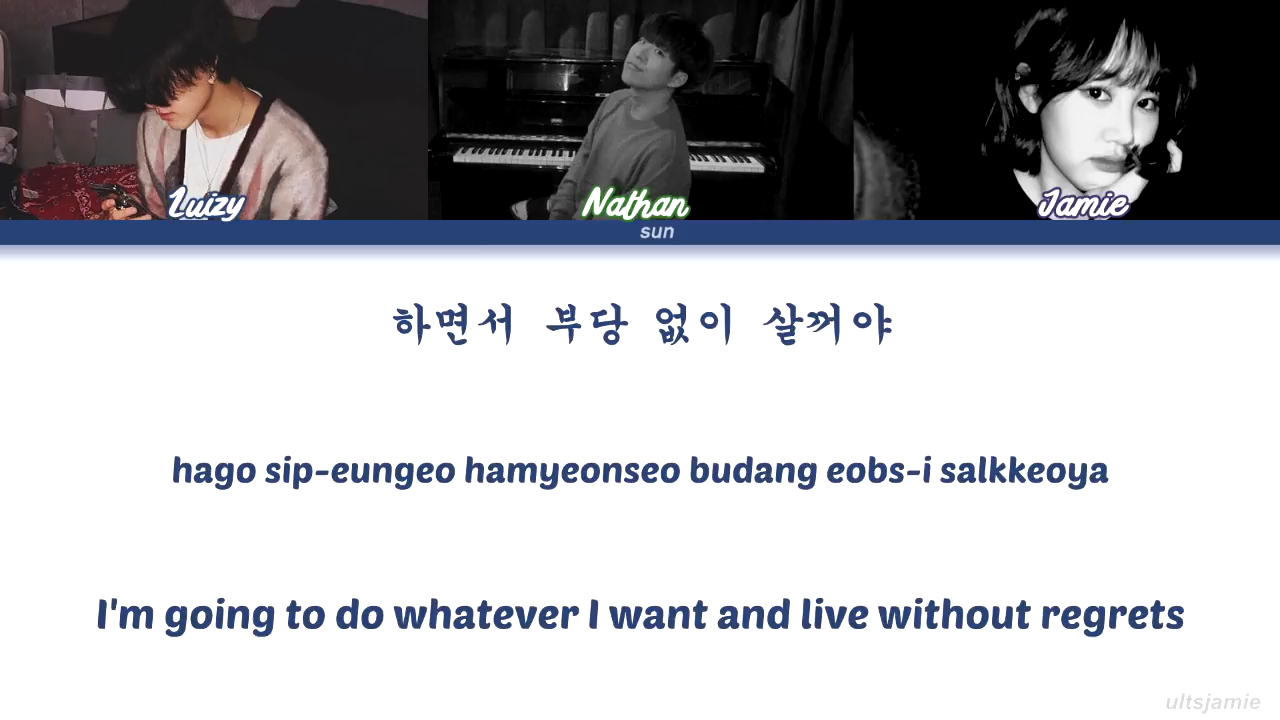 Luizy
Nathan
Jamie
sun
하면서 부당 없이 살꺼야
hago sip-eungeo hamyeonseo budang eobs-i salkkeoya
I'm going to do whatever I want and live without regrets
ultsjamie